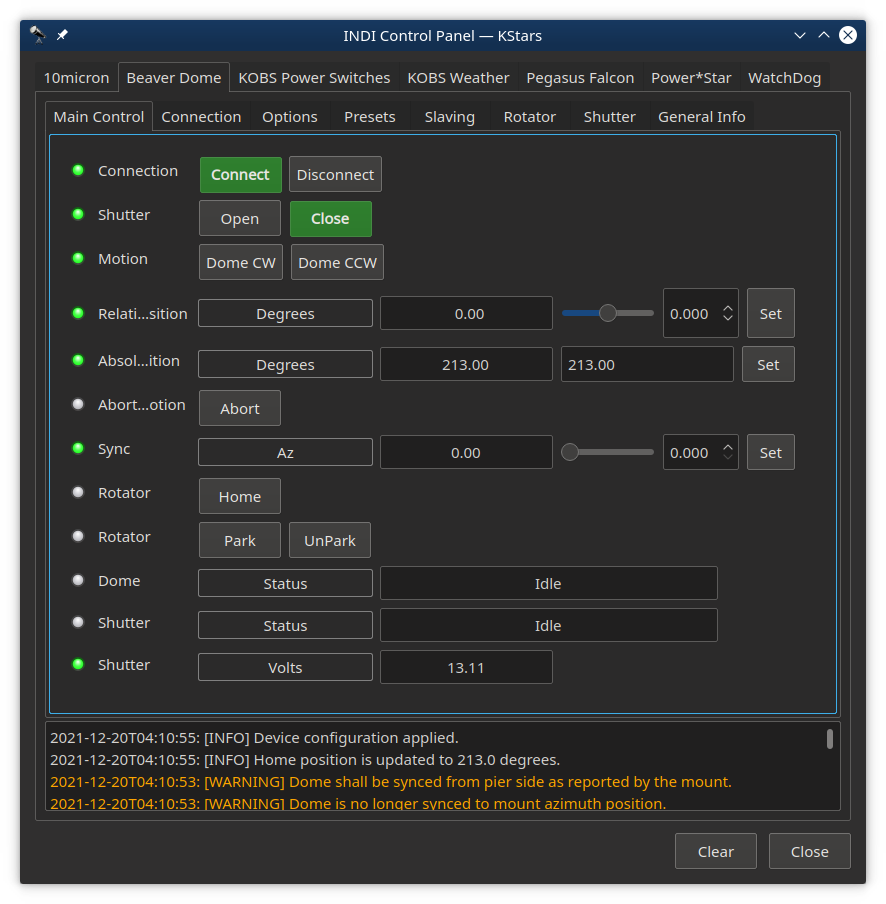 INDI Control Panel — KStars
10micron Beaver Dome KOBS Power Switches KOBS Weather Pegasus Falcon Power*Star WatchDog
Main Control Connection Options Presets Slaving Rotator Shutter General Info
Connection Connect Disconnect
Shutter Open Close
Motion Dome CW Dome CCW
Relati...sition Degrees 0.00 0.000 Set
Absol...ition Degrees 213.00 213.00 Set
Abort...otion Abort
Sync Az 0.00 0.000 Set
Rotator Home
Rotator Park UnPark
Dome Status Idle
Shutter Status Idle
Shutter Volts 13.11
2021-12-20T04:10:55: [INFO] Device configuration applied.
2021-12-20T04:10:55: [INFO] Home position is updated to 213.0 degrees.
2021-12-20T04:10:53: [WARNING] Dome shall be synced from pier side as reported by the mount.
2021-12-20T04:10:53: [WARNING] Dome is no longer synced to mount azimuth position.
Clear Close